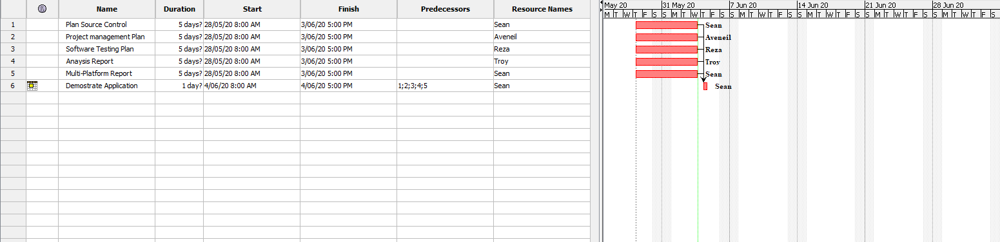 Name Duration Start Finish Predecessors Resource Names
1 Plan Source Control 5 days? 28/05/20 8:00 AM 3/06/20 5:00 PM Sean
2 Project management Plan 5 days? 28/05/20 8:00 AM 3/06/20 5:00 PM Aveneil
3 Software Testing Plan 5 days? 28/05/20 8:00 AM 3/06/20 5:00 PM Reza
4 Anaysis Report 5 days? 28/05/20 8:00 AM 3/06/20 5:00 PM Troy
5 Multi-Platform Report 5 days? 28/05/20 8:00 AM 3/06/20 5:00 PM Sean
6 Demostrate Application 1 day? 4/06/20 8:00 AM 4/06/20 5:00 PM 1;2;3;4;5 Sean
May 20 31 May 20 7 Jun 20 14 Jun 20 21 Jun 20 28 Jun 20
M T W T F S S M T W T F S S M T W T F S S M T W T F S S M T W T F S S M T W T F S
Sean
Aveneil
Reza
Troy
Sean
Sean